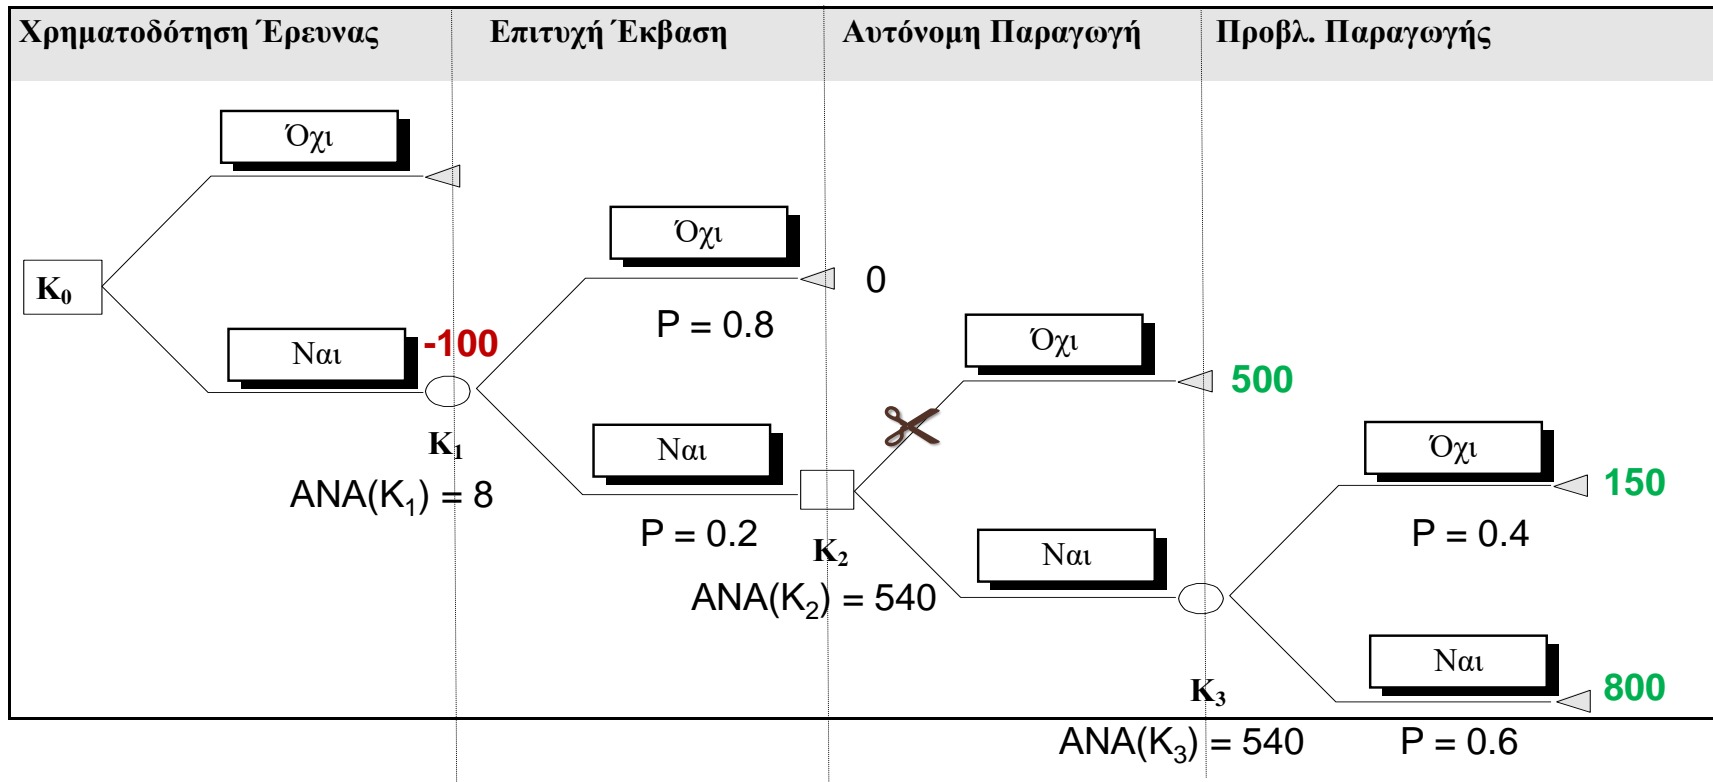 Χρηματοδότηση Έρευνας Επιτυχή Έκβαση Αυτόνομη Παραγωγή Προβλ. Παραγωγής
Όχι
Όχι
K₀
0
P = 0.8
Όχι
Ναι
-100
500
K₁
Ναι
Όχι
150
ANA(K₁) = 8
P = 0.2
K₂
Ναι
P = 0.4
ANA(K₂) = 540
Ναι
800
K₃
ANA(K₃) = 540
P = 0.6